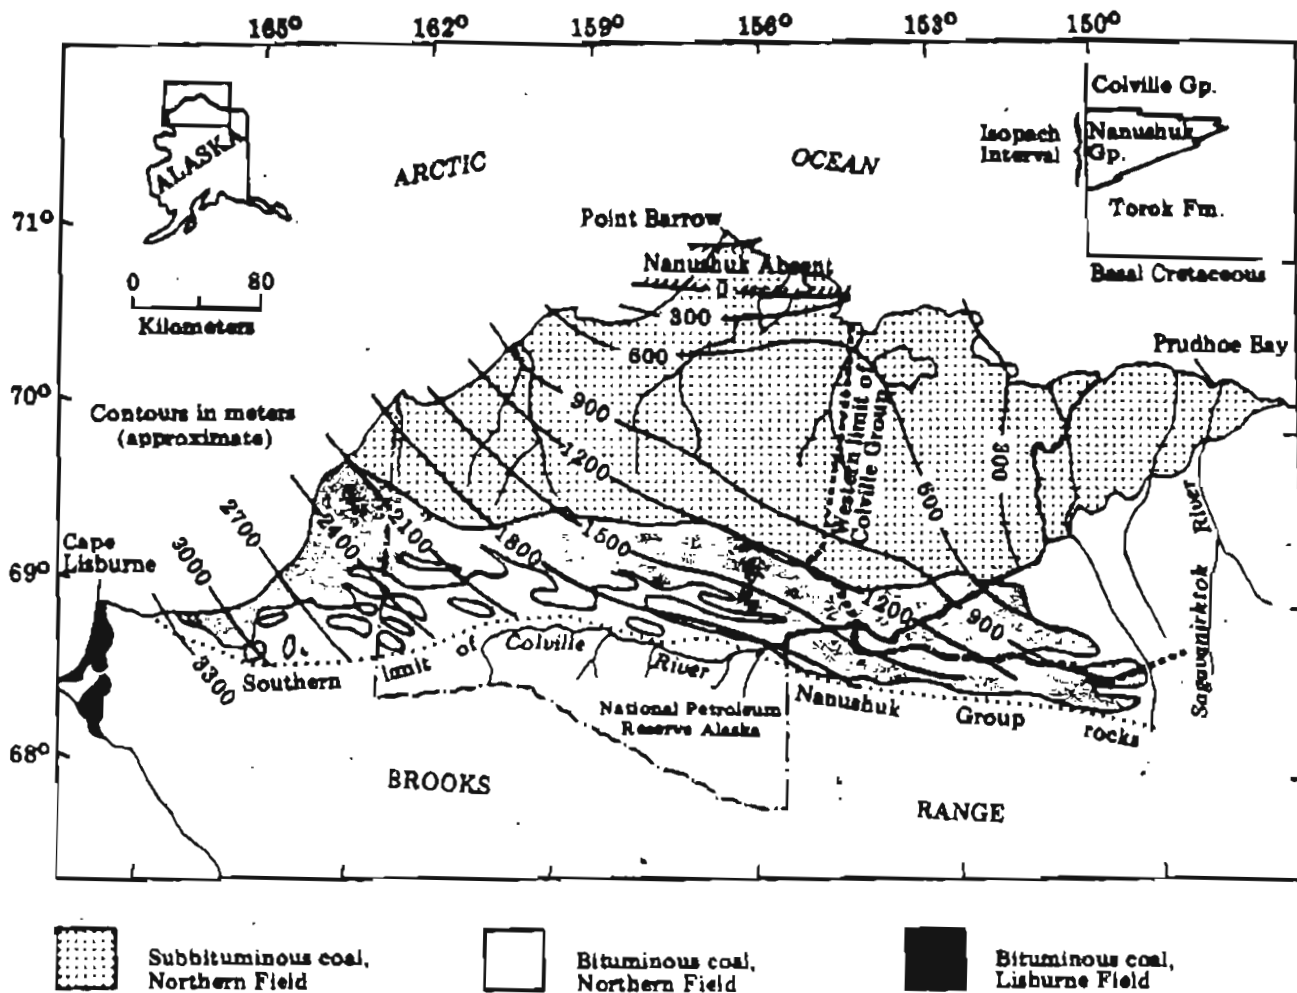 165° 162° 159° 156° 153° 150°
Colville Gp.
Isopach
Interval
Nanushuk
Gp.
Torok Fm.
Basal Cretaceous
ALASKA
ARCTIC
OCEAN
71°
70°
69°
68°
0 80
Kilometers
Point Barrow
Nanushuk Absent
0
300
600
900
1200
1500
1800
2100
2400
2700
3000
3300
Prudhoe Bay
Contours in meters
(approximate)
Western limit of
Colville Group
600
300
1200
900
Cape
Lisburne
Sagavanirktok River
Southern limit of Nanushuk Group rocks
Colville River
National Petroleum
Reserve Alaska
BROOKS
RANGE
Subbituminous coal,
Northern Field
Bituminous coal,
Northern Field
Bituminous coal,
Lisburne Field